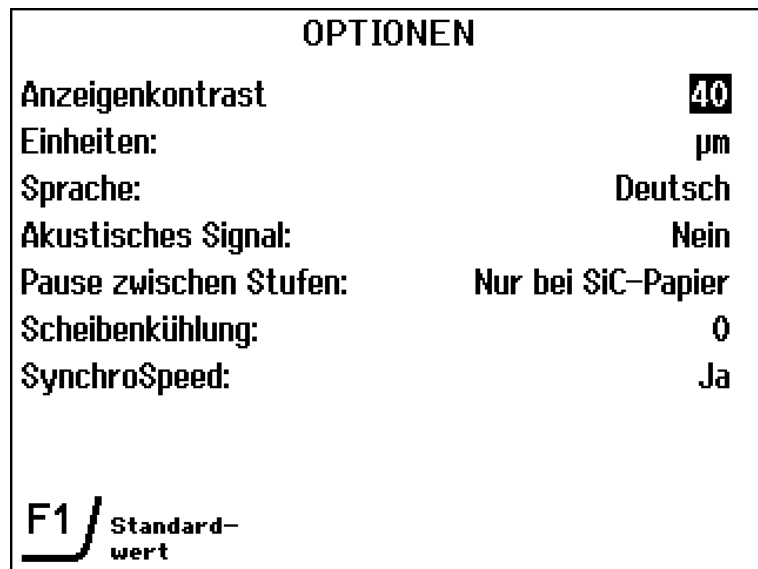 OPTIONEN
Anzeigenkontrast 40
Einheiten: µm
Sprache: Deutsch
Akustisches Signal: Nein
Pause zwischen Stufen: Nur bei SiC-Papier
Scheibenkühlung: 0
SynchroSpeed: Ja
F1 Standard-
wert